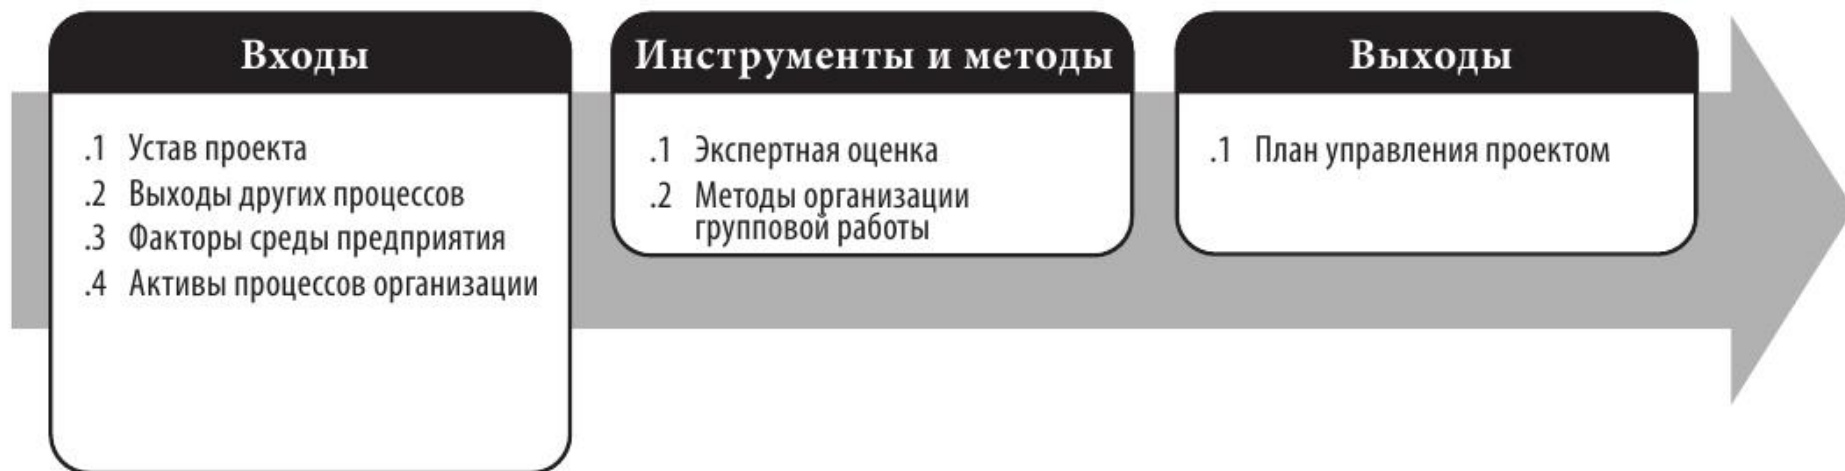 Входы
.1 Устав проекта
.2 Выходы других процессов
.3 Факторы среды предприятия
.4 Активы процессов организации
Инструменты и методы
.1 Экспертная оценка
.2 Методы организации
групповой работы
Выходы
.1 План управления проектом